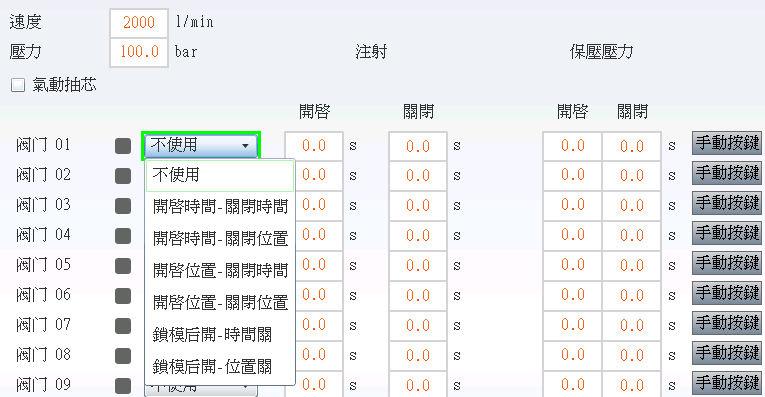 速度 2000 l/min
壓力 100.0 bar 注射 保壓壓力
氣動抽芯
開啓 關閉 開啓 關閉
阀门 01 不使用 0.0 s 0.0 s 0.0 0.0 s 手動按鍵
阀门 02 不使用 0.0 s 0.0 s 0.0 0.0 s 手動按鍵
阀门 03 開啓時間-關閉時間 0.0 s 0.0 s 0.0 0.0 s 手動按鍵
阀门 04 開啓時間-關閉位置 0.0 s 0.0 s 0.0 0.0 s 手動按鍵
阀门 05 開啓位置-關閉時間 0.0 s 0.0 s 0.0 0.0 s 手動按鍵
阀门 06 開啓位置-關閉位置 0.0 s 0.0 s 0.0 0.0 s 手動按鍵
阀门 07 鎖模后開-時間關 0.0 s 0.0 s 0.0 0.0 s 手動按鍵
阀门 08 鎖模后開-位置關 0.0 s 0.0 s 0.0 0.0 s 手動按鍵
阀门 09 不使用 0.0 s 0.0 s 0.0 0.0 s 手動按鍵